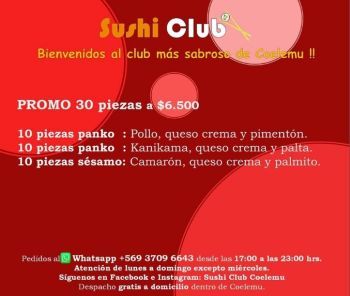 Sushi Club
Bienvenidos al club más sabroso de Coelemu !!
PROMO 30 piezas a $6.500
10 piezas panko : Pollo, queso crema y pimentón.
10 piezas panko : Kanikama, queso crema y palta.
10 piezas sésamo: Camarón, queso crema y palmito.
Pedidos al Whatsapp +569 3709 6643 desde las 17:00 a las 23:00 hrs.
Atención de lunes a domingo excepto miércoles.
Síguenos en Facebook e Instagram: Sushi Club Coelemu
Despacho gratis a domicilio dentro de Coelemu.